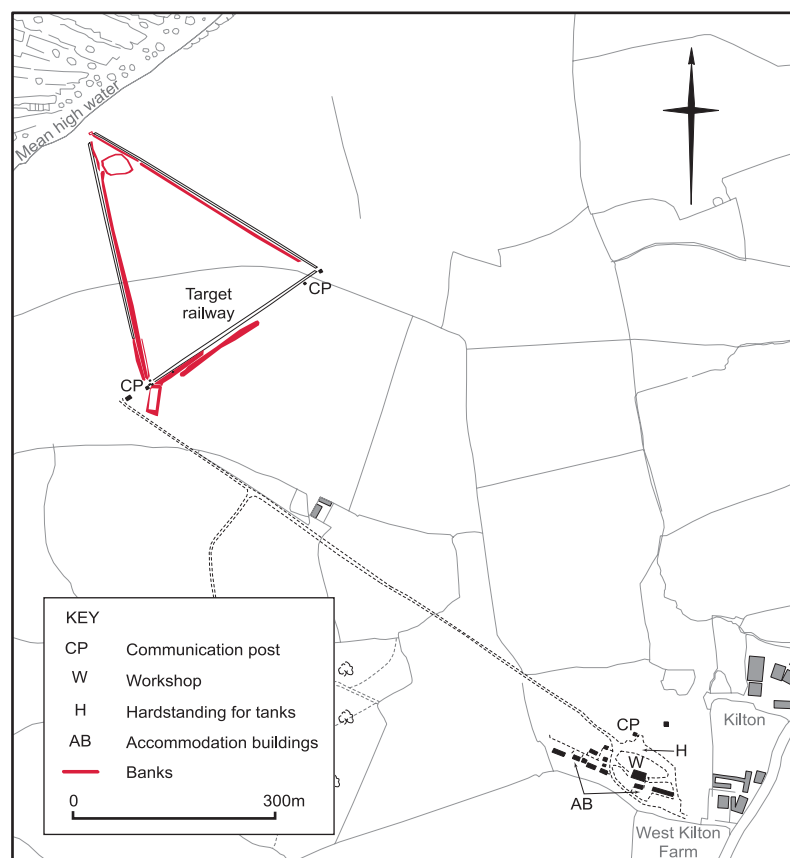 Mean high water
CP
Target
railway
CP
KEY
CP Communication post
W Workshop
H Hardstanding for tanks
AB Accommodation buildings
Banks
0 300m
CP
H
W
AB
Kilton
West Kilton
Farm